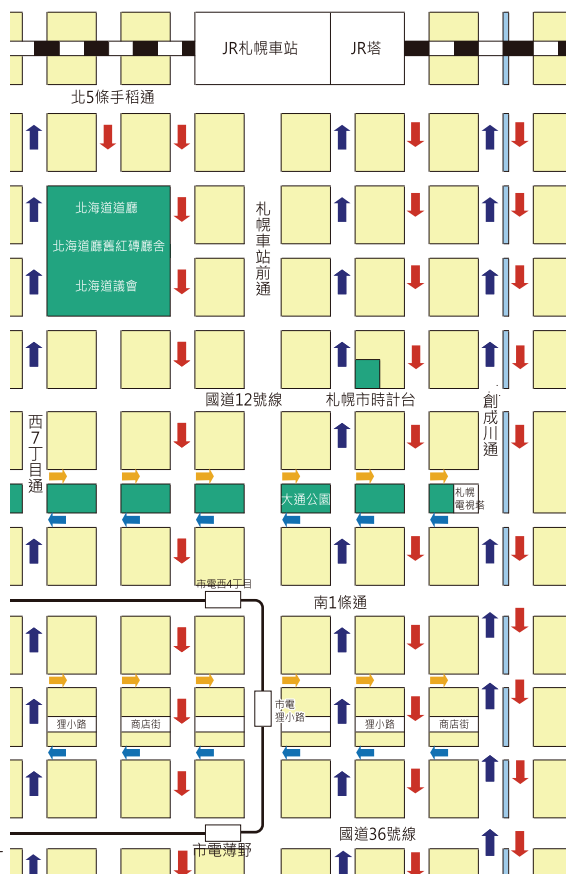 JR札幌車站
JR塔
北5條手稻通
北海道道廳
北海道廳舊紅磚廳舍
北海道議會
札幌車站前通
國道12號線
札幌市時計台
創成川通
西7丁目通
大通公園
札幌
電視塔
市電西4丁目
南1條通
市電
狸小路
狸小路
商店街
狸小路
商店街
國道36號線
市電薄野